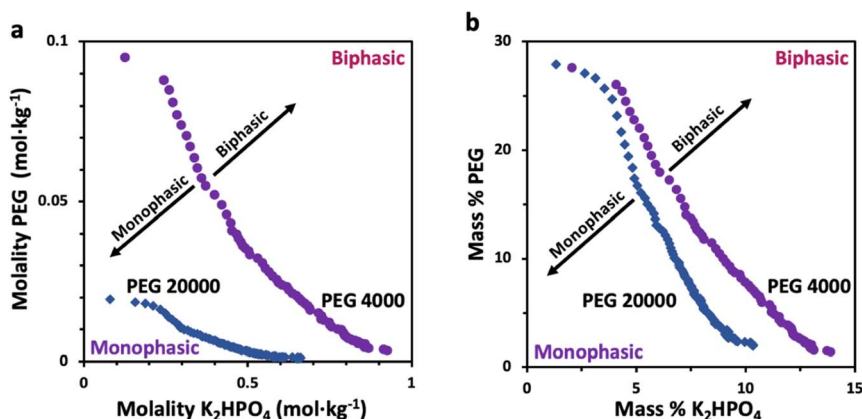 a
Molality PEG (mol·kg⁻¹)
0.1
0.05
0
Biphasic
Biphasic
Monophasic
PEG 20000
PEG 4000
Monophasic
0
0.5
1
Molality K₂HPO₄ (mol·kg⁻¹)
b
Mass % PEG
30
20
10
0
Biphasic
Biphasic
Monophasic
PEG 20000
PEG 4000
Monophasic
0
5
10
15
Mass % K₂HPO₄